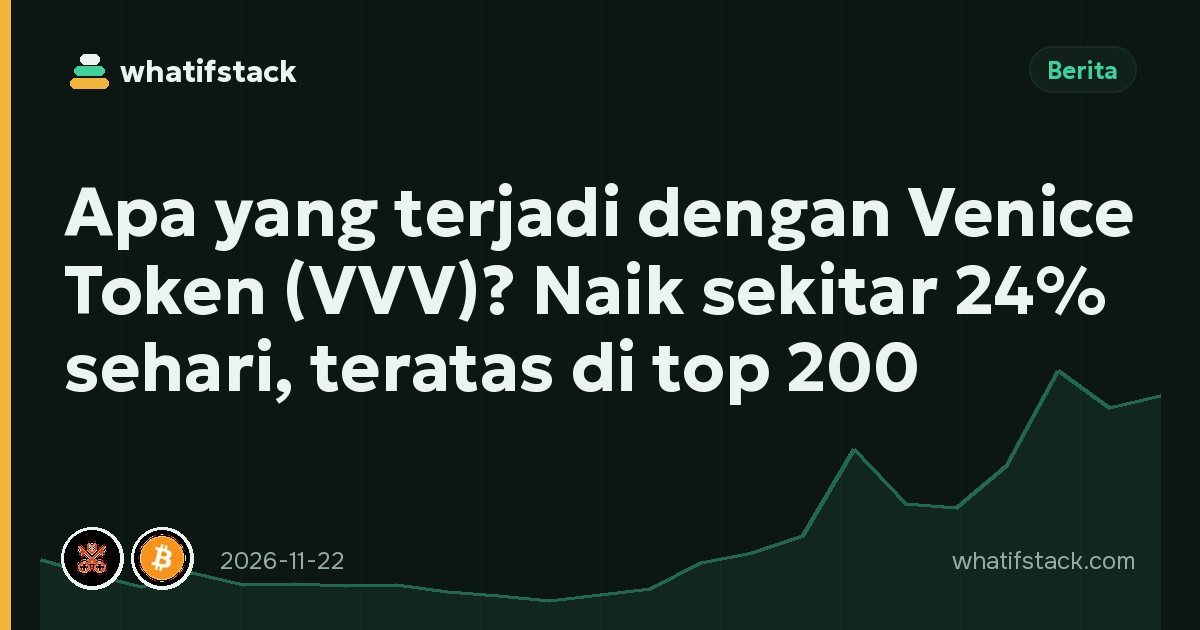 whatifstack
Berita
Apa yang terjadi dengan Venice
Token (VVV)? Naik sekitar 24%
sehari, teratas di top 200
2026-11-22
whatifstack.com